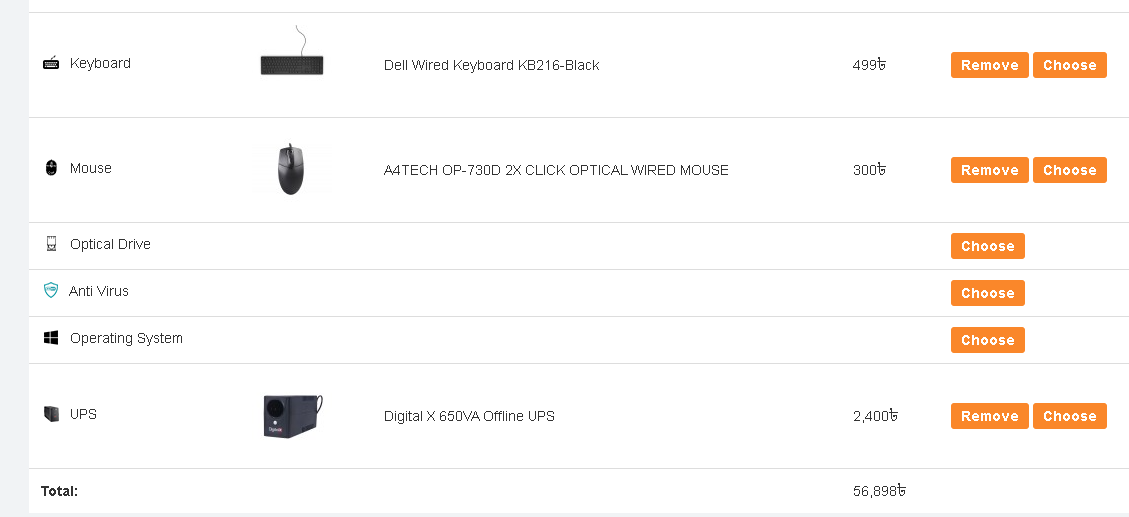 Keyboard Dell Wired Keyboard KB216-Black 499৳ Remove Choose
Mouse A4TECH OP-730D 2X CLICK OPTICAL WIRED MOUSE 300৳ Remove Choose
Optical Drive Choose
Anti Virus Choose
Operating System Choose
UPS Digital X 650VA Offline UPS 2,400৳ Remove Choose
Total: 56,898৳